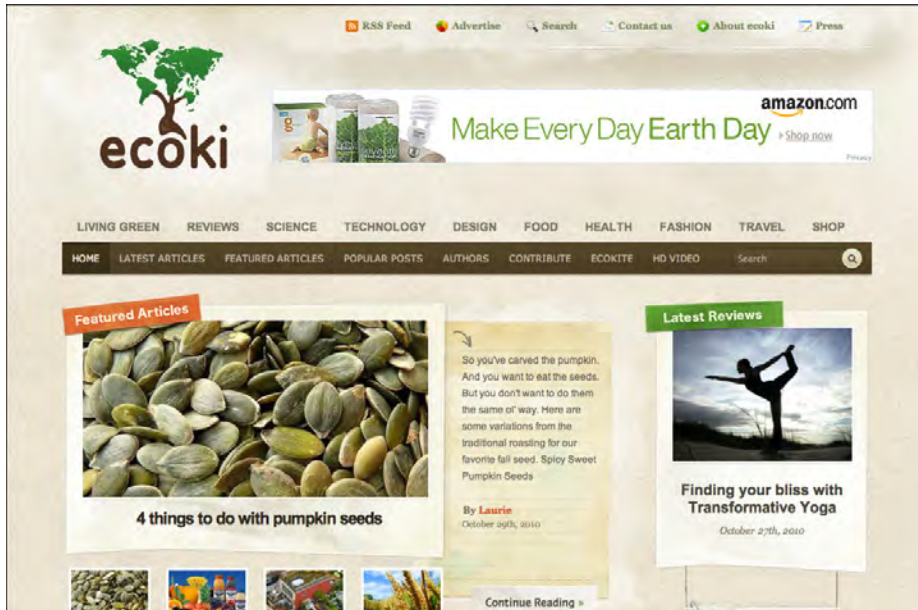 RSS Feed Advertise Search Contact us About ecoki Press
ecoki
amazon.com
Make Every Day Earth Day Shop now
Privacy
LIVING GREEN REVIEWS SCIENCE TECHNOLOGY DESIGN FOOD HEALTH FASHION TRAVEL SHOP
HOME LATEST ARTICLES FEATURED ARTICLES POPULAR POSTS AUTHORS CONTRIBUTE ECOKITE HD VIDEO Search
Featured Articles
4 things to do with pumpkin seeds
So you've carved the pumpkin.
And you want to eat the seeds.
But you don't want to do them
the same ol' way. Here are
some variations from the
traditional roasting for our
favorite fall seed. Spicy Sweet
Pumpkin Seeds
By Laurie
October 29th, 2010
Continue Reading »
Latest Reviews
Finding your bliss with
Transformative Yoga
October 27th, 2010